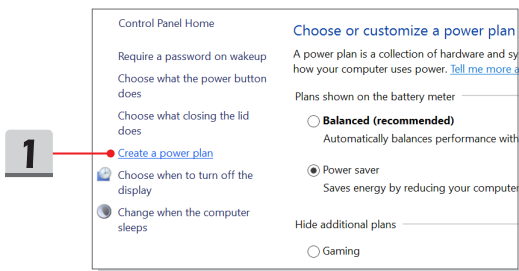 Control Panel Home
Require a password on wakeup
Choose what the power button
does
Choose what closing the lid
does
Create a power plan
Choose when to turn off the
display
Change when the computer
sleeps
1
Choose or customize a power plan
A power plan is a collection of hardware and sy
how your computer uses power. Tell me more a
Plans shown on the battery meter
Balanced (recommended)
Automatically balances performance with
Power saver
Saves energy by reducing your computer
Hide additional plans
Gaming